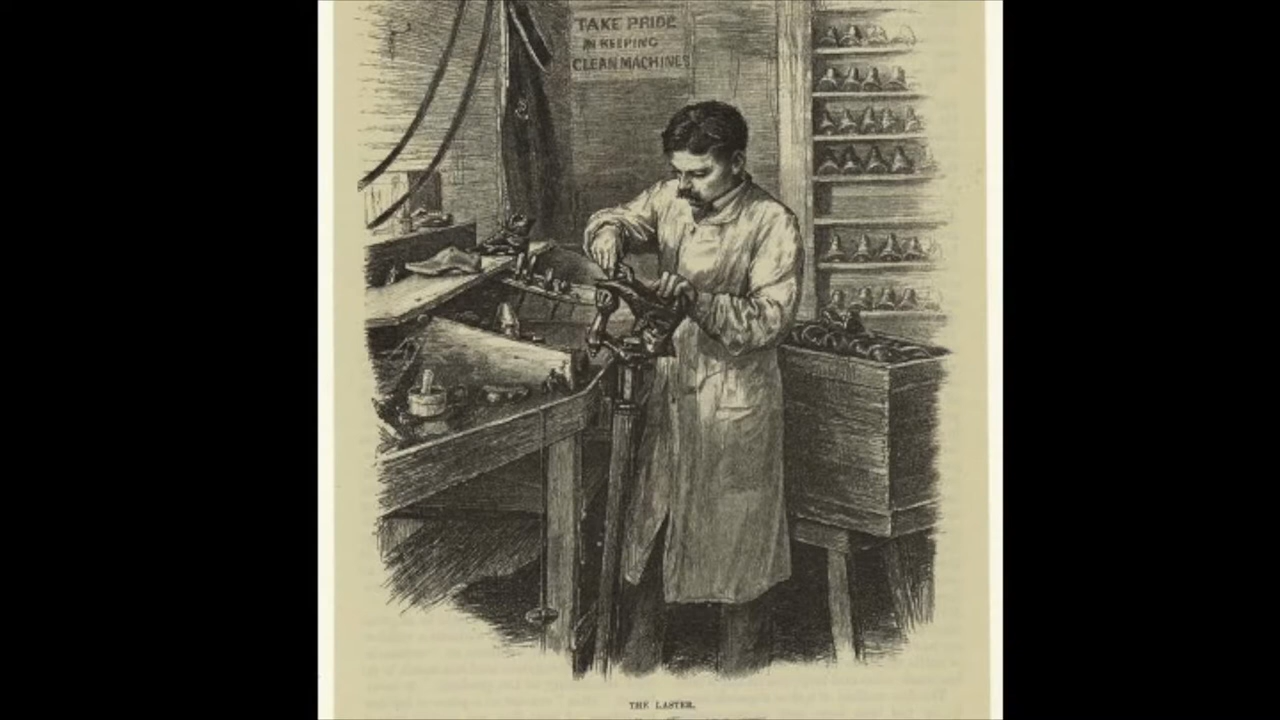 TAKE PRIDE
IN KEEPING
CLEAN MACHINES
THE LASTER.